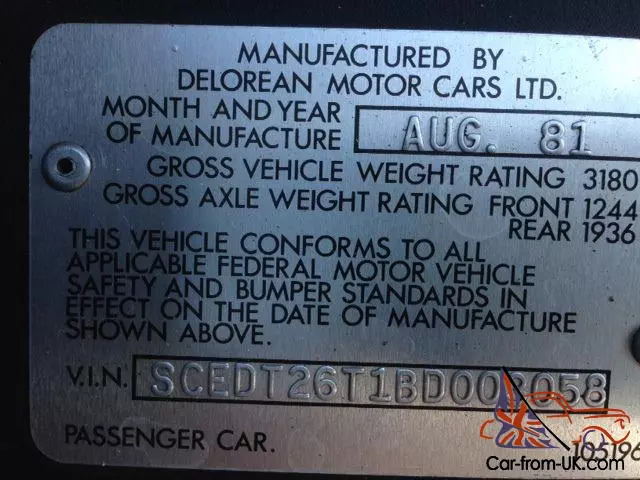 MANUFACTURED BY
DELOREAN MOTOR CARS LTD.
MONTH AND YEAR
OF MANUFACTURE AUG. 81
GROSS VEHICLE WEIGHT RATING 3180
GROSS AXLE WEIGHT RATING FRONT 1244
REAR 1936
THIS VEHICLE CONFORMS TO ALL
APPLICABLE FEDERAL MOTOR VEHICLE
SAFETY AND BUMPER STANDARDS IN
EFFECT ON THE DATE OF MANUFACTURE
SHOWN ABOVE.
V.I.N.
PASSENGER CAR.
105196
Car-from-UK.com